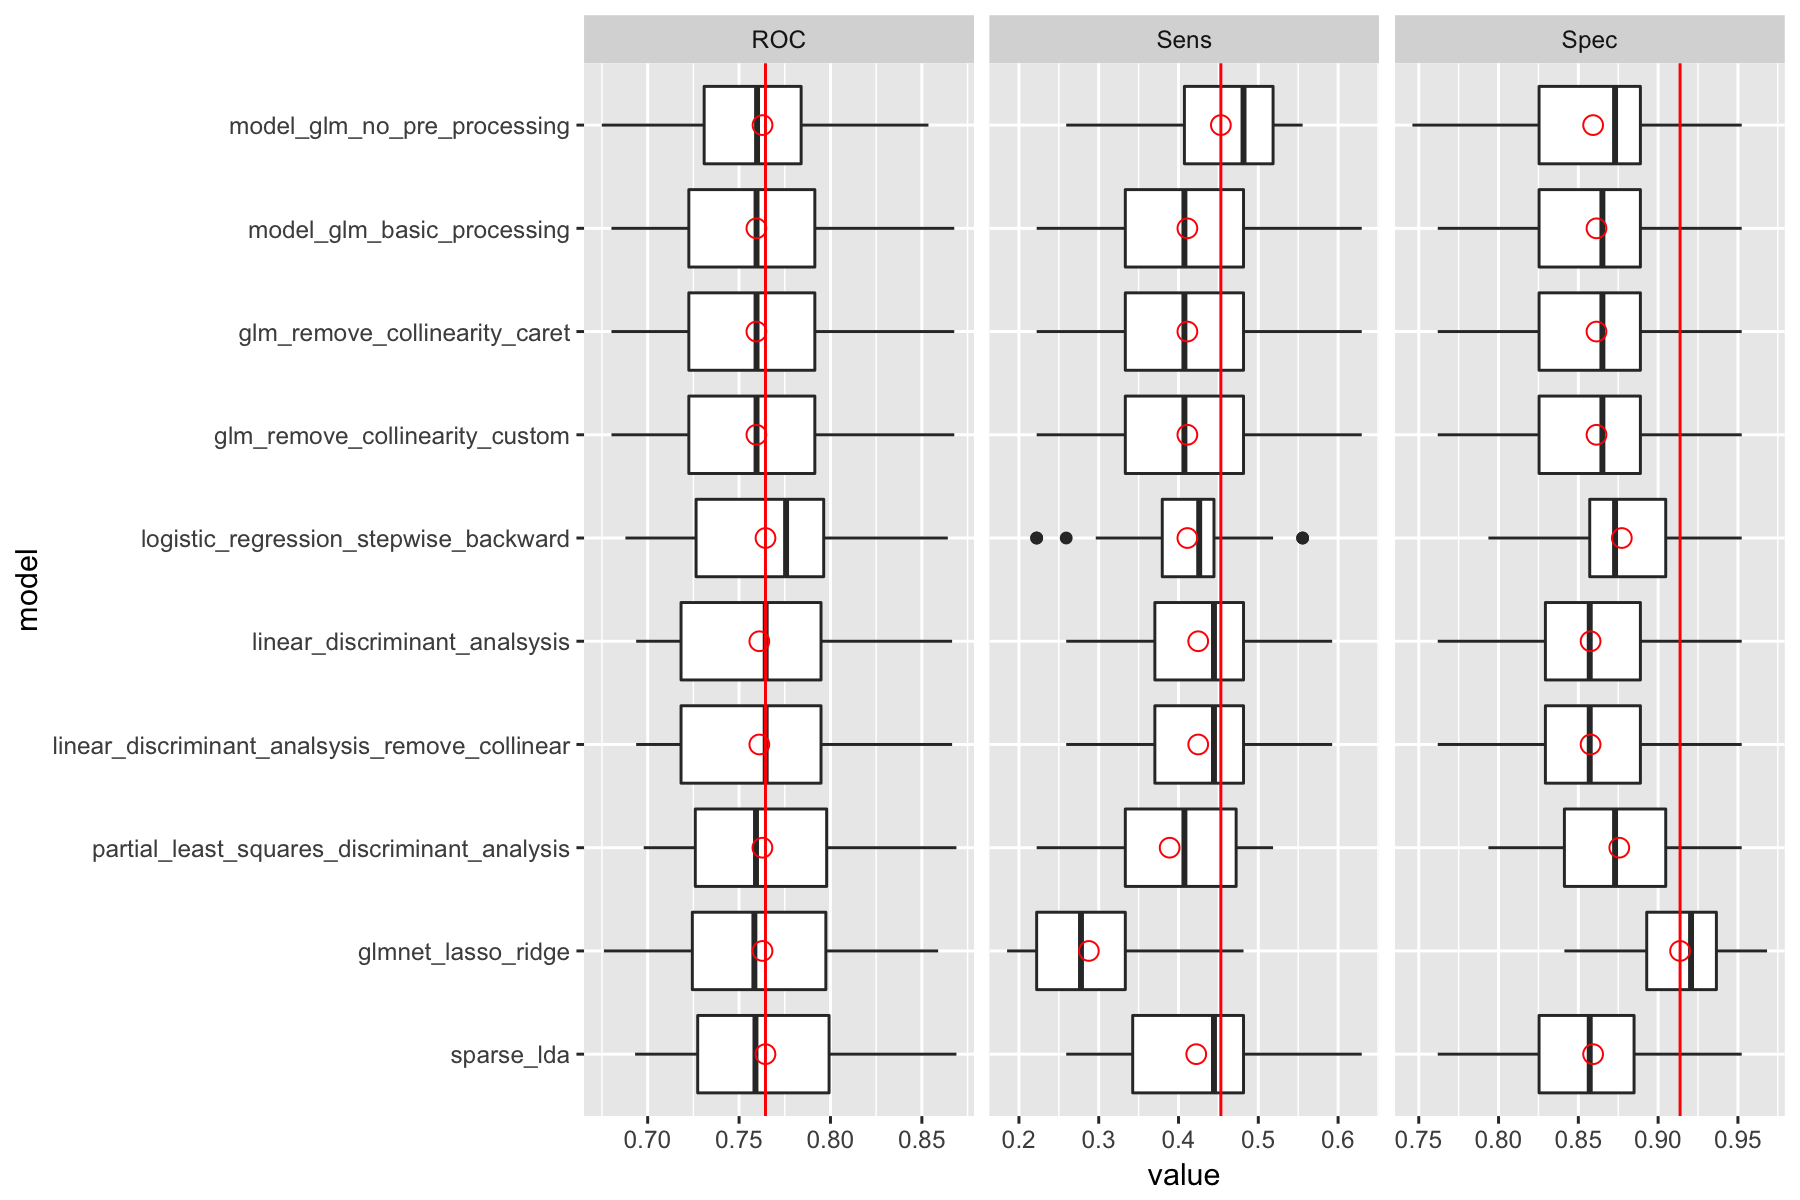 ROC Sens Spec
model_glm_no_pre_processing
model_glm_basic_processing
glm_remove_collinearity_caret
glm_remove_collinearity_custom
logistic_regression_stepwise_backward
linear_discriminant_analsysis
linear_discriminant_analsysis_remove_collinear
partial_least_squares_discriminant_analysis
glmnet_lasso_ridge
sparse_lda
model
0.70 0.75 0.80 0.85 0.2 0.3 0.4 0.5 0.6 0.75 0.80 0.85 0.90 0.95
value